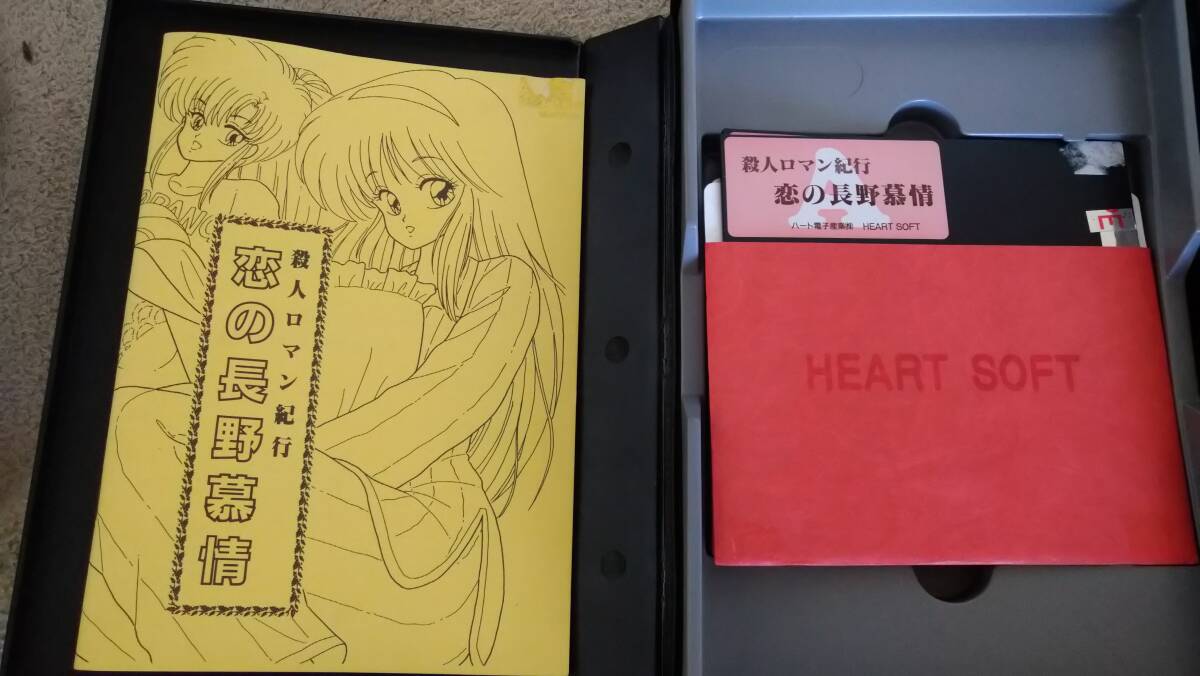 殺人ロマン紀行
恋の長野慕情
殺人ロマン紀行
恋の長野慕情
A
ハート電子産業㈱ HEART SOFT
HEART SOFT